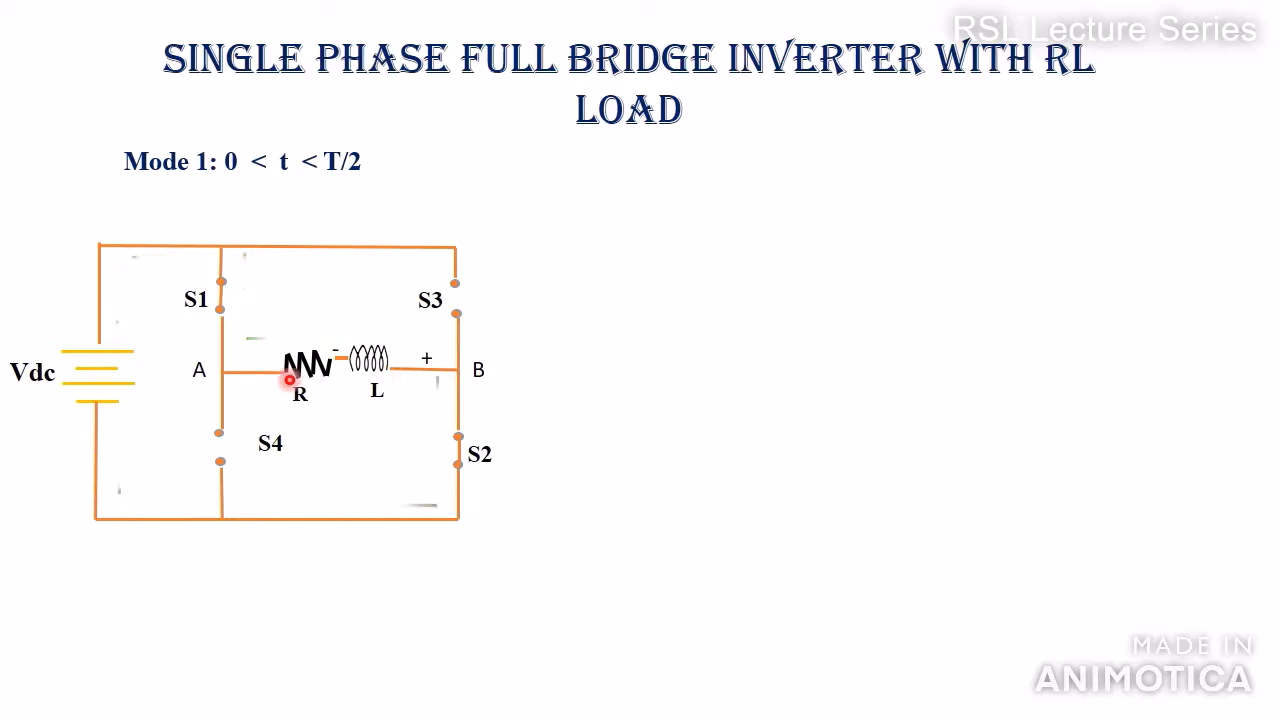 RSL Lecture Series
SINGLE PHASE FULL BRIDGE INVERTER WITH RL
LOAD
Mode 1: 0 < t < T/2
S1
S3
Vdc
A
-
+
B
R
L
S4
S2
MADE IN
ANIMOTICA